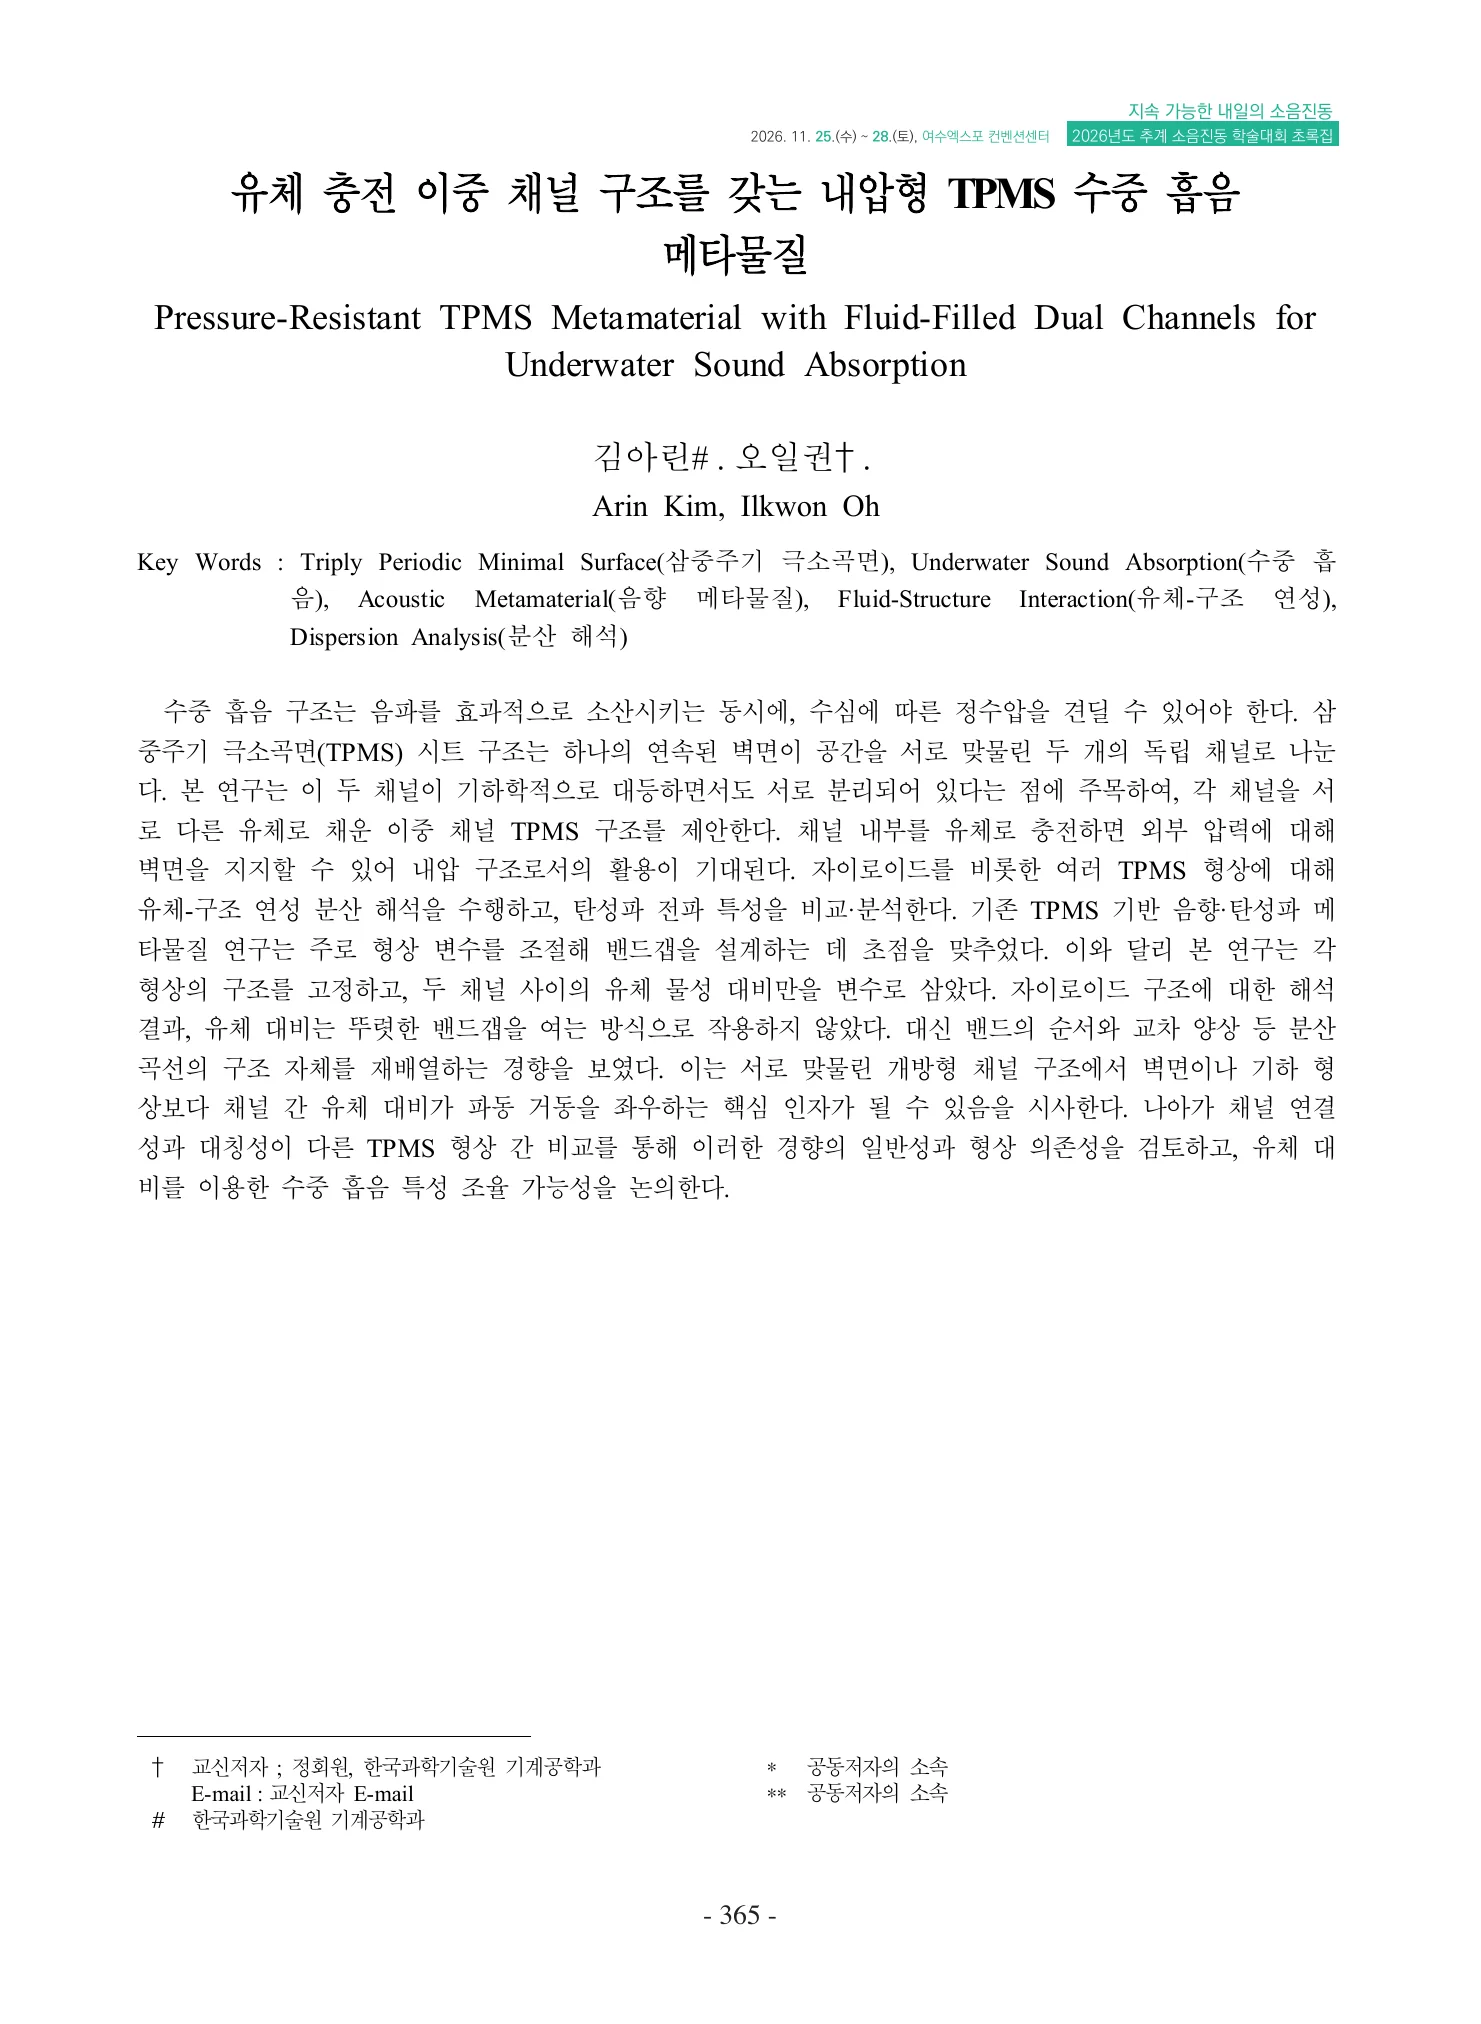 지속 가능한 내일의 소음진동
2026. 11. 25.(수) ~ 28.(토), 여수엑스포 컨벤션센터 2026년도 추계 소음진동 학술대회 초록집
유체 충전 이중 채널 구조를 갖는 내압형 TPMS 수중 흡음
메타물질
Pressure-Resistant TPMS Metamaterial with Fluid-Filled Dual Channels for
Underwater Sound Absorption
김아린# . 오일권† .
Arin Kim, Ilkwon Oh
Key Words : Triply Periodic Minimal Surface(삼중주기 극소곡면), Underwater Sound Absorption(수중 흡
음), Acoustic Metamaterial(음향 메타물질), Fluid-Structure Interaction(유체-구조 연성),
Dispersion Analysis(분산 해석)
수중 흡음 구조는 음파를 효과적으로 소산시키는 동시에, 수심에 따른 정수압을 견딜 수 있어야 한다. 삼
중주기 극소곡면(TPMS) 시트 구조는 하나의 연속된 벽면이 공간을 서로 맞물린 두 개의 독립 채널로 나눈
다. 본 연구는 이 두 채널이 기하학적으로 대등하면서도 서로 분리되어 있다는 점에 주목하여, 각 채널을 서
로 다른 유체로 채운 이중 채널 TPMS 구조를 제안한다. 채널 내부를 유체로 충전하면 외부 압력에 대해
벽면을 지지할 수 있어 내압 구조로서의 활용이 기대된다. 자이로이드를 비롯한 여러 TPMS 형상에 대해
유체-구조 연성 분산 해석을 수행하고, 탄성파 전파 특성을 비교·분석한다. 기존 TPMS 기반 음향·탄성파 메
타물질 연구는 주로 형상 변수를 조절해 밴드갭을 설계하는 데 초점을 맞추었다. 이와 달리 본 연구는 각
형상의 구조를 고정하고, 두 채널 사이의 유체 물성 대비만을 변수로 삼았다. 자이로이드 구조에 대한 해석
결과, 유체 대비는 뚜렷한 밴드갭을 여는 방식으로 작용하지 않았다. 대신 밴드의 순서와 교차 양상 등 분산
곡선의 구조 자체를 재배열하는 경향을 보였다. 이는 서로 맞물린 개방형 채널 구조에서 벽면이나 기하 형
상보다 채널 간 유체 대비가 파동 거동을 좌우하는 핵심 인자가 될 수 있음을 시사한다. 나아가 채널 연결
성과 대칭성이 다른 TPMS 형상 간 비교를 통해 이러한 경향의 일반성과 형상 의존성을 검토하고, 유체 대
비를 이용한 수중 흡음 특성 조율 가능성을 논의한다.
† 교신저자 ; 정회원, 한국과학기술원 기계공학과
E-mail : 교신저자 E-mail
# 한국과학기술원 기계공학과
* 공동저자의 소속
** 공동저자의 소속
- 365 -